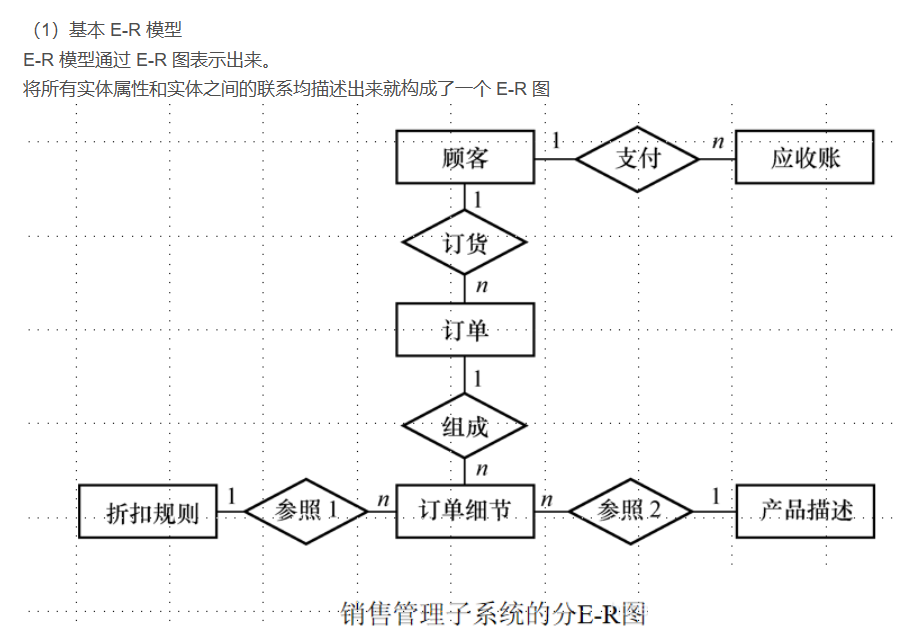 （1）基本 E-R 模型
E-R 模型通过 E-R 图表示出来。
将所有实体属性和实体之间的联系均描述出来就构成了一个 E-R 图
顾客 1 支付 n 应收账
1
订货
n
订单
1
组成
n
折扣规则 1 参照1 n 订单细节 n 参照2 1 产品描述
销售管理子系统的分E-R图